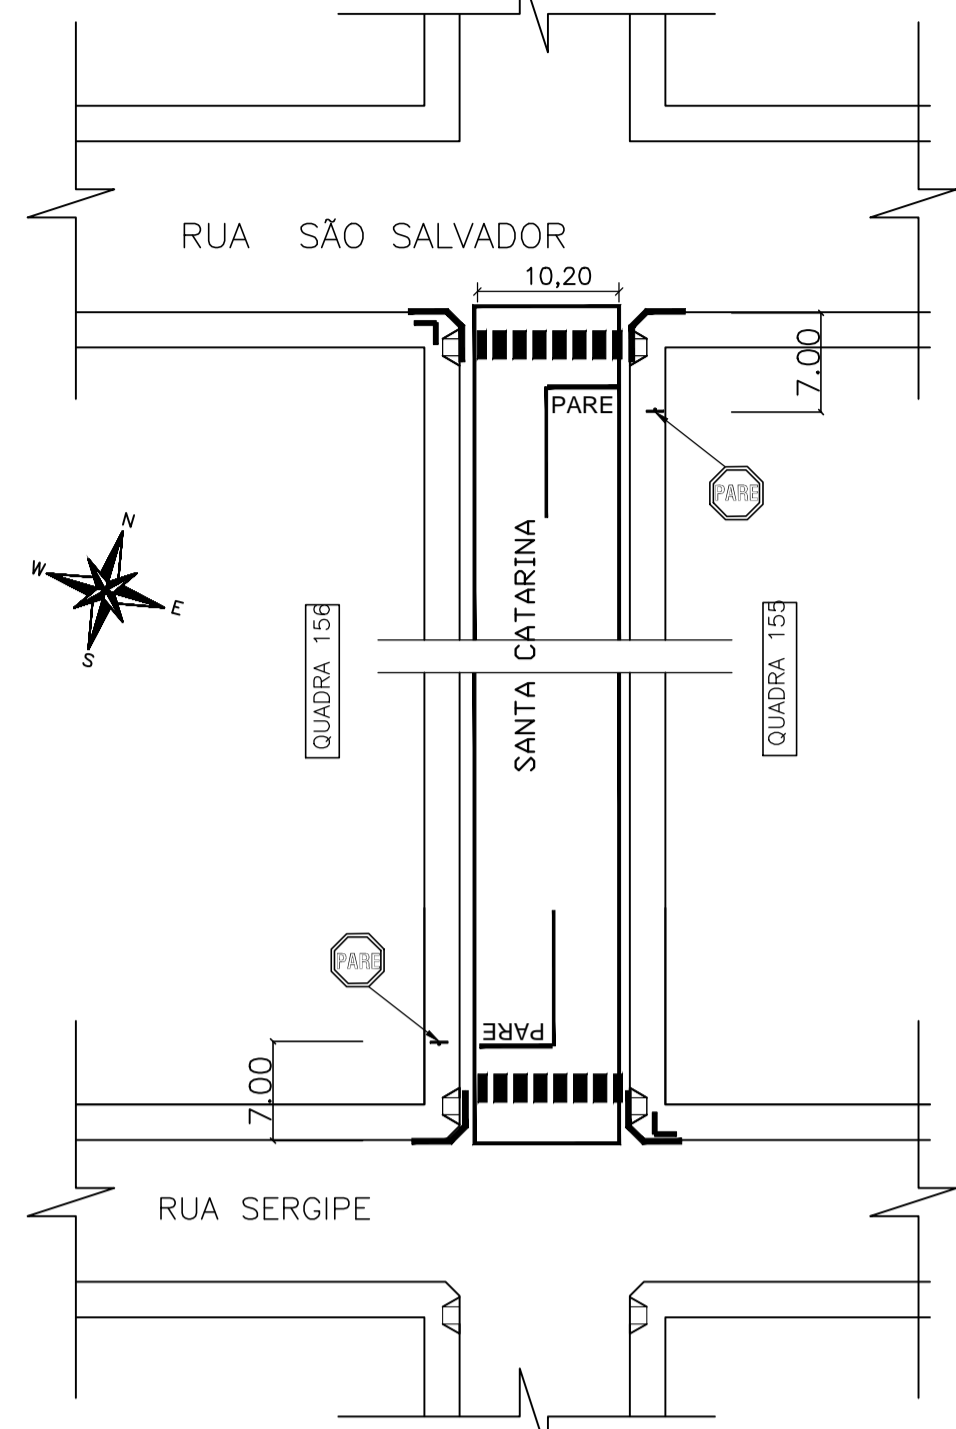 RUA SÃO SALVADOR
10,20
7.00
PARE
PARE
SANTA CATARINA
N
W
E
S
QUADRA 156
QUADRA 155
PARE
PARE
7.00
RUA SERGIPE